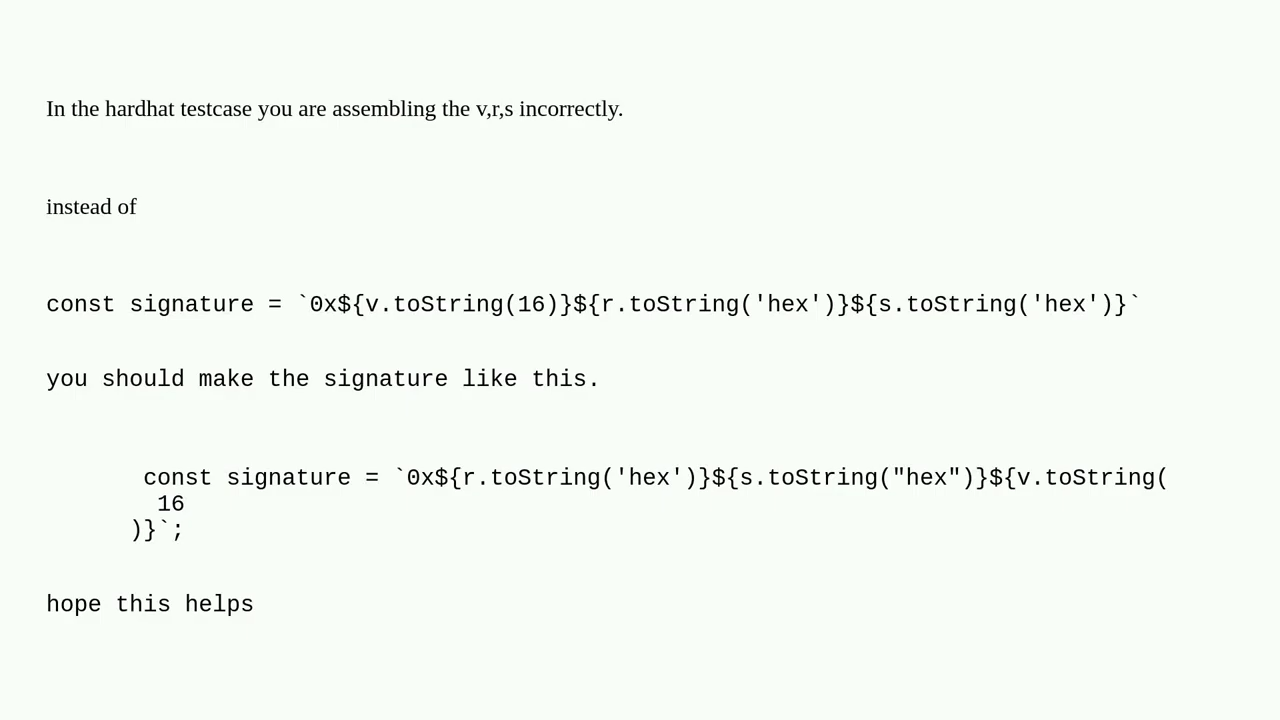 In the hardhat testcase you are assembling the v,r,s incorrectly.
instead of
const signature = `0x${v.toString(16)}${r.toString('hex')}${s.toString('hex')}`
you should make the signature like this.
const signature = `0x${r.toString('hex')}${s.toString("hex")}${v.toString(
16
)}`;
hope this helps